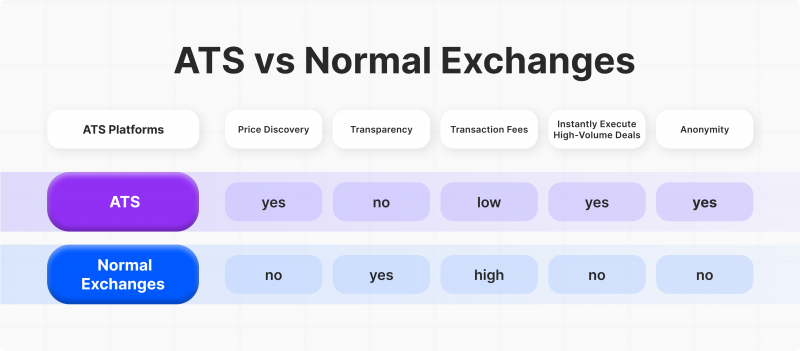 ATS vs Normal Exchanges
ATS Platforms
Price Discovery
Transparency
Transaction Fees
Instantly Execute
High-Volume Deals
Anonymity
ATS
yes
no
low
yes
yes
Normal
Exchanges
no
yes
high
no
no